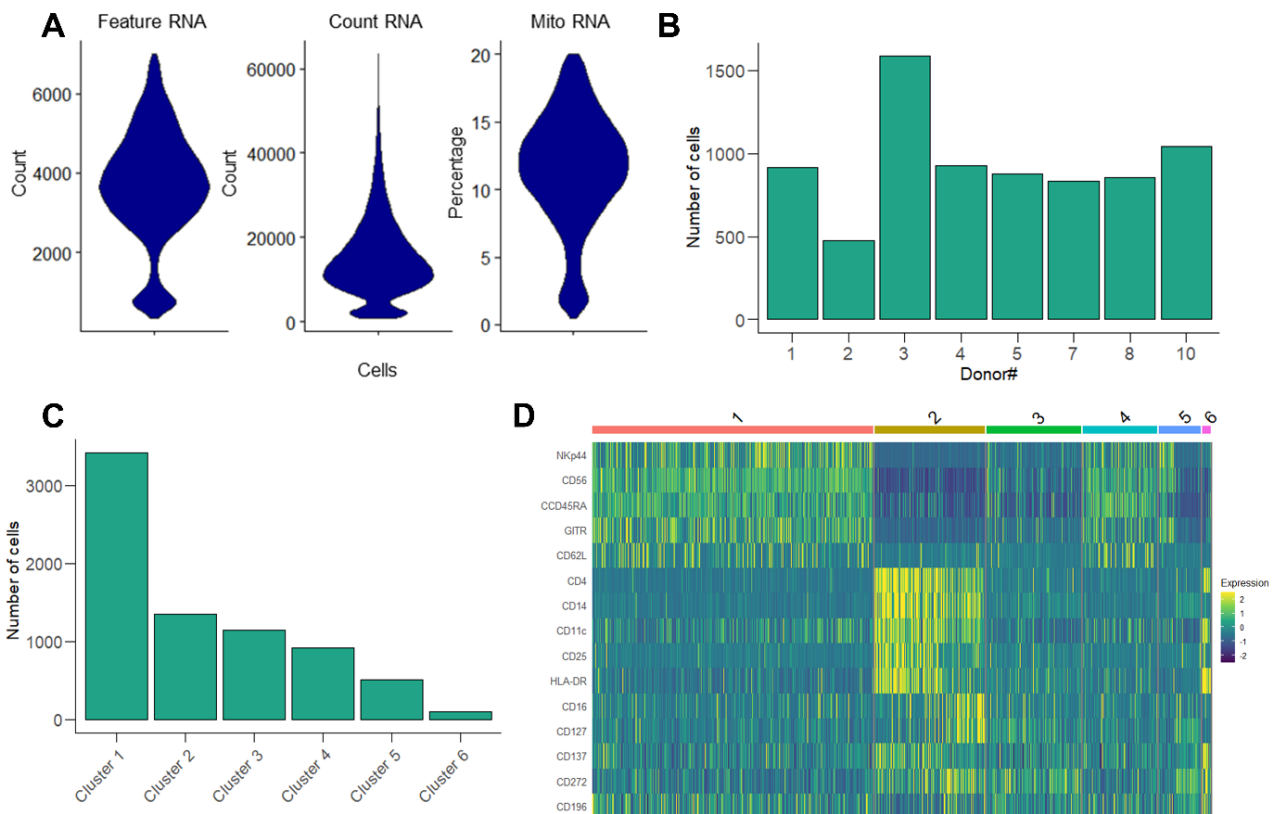 A
Feature RNA
Count RNA
Mito RNA
Count
6000
4000
2000
Count
60000
40000
20000
0
Percentage
20
15
10
5
0
Cells
B
Number of cells
1500
1000
500
0
1 2 3 4 5 7 8 10
Donor#
C
Number of cells
3000
2000
1000
0
Cluster 1
Cluster 2
Cluster 3
Cluster 4
Cluster 5
Cluster 6
D
1 2 3 4 5 6
NKp44
CD56
CCD45RA
GITR
CD62L
CD4
CD14
CD11c
CD25
HLA-DR
CD16
CD127
CD137
CD272
CD196
Expression
2
1
0
-1
-2